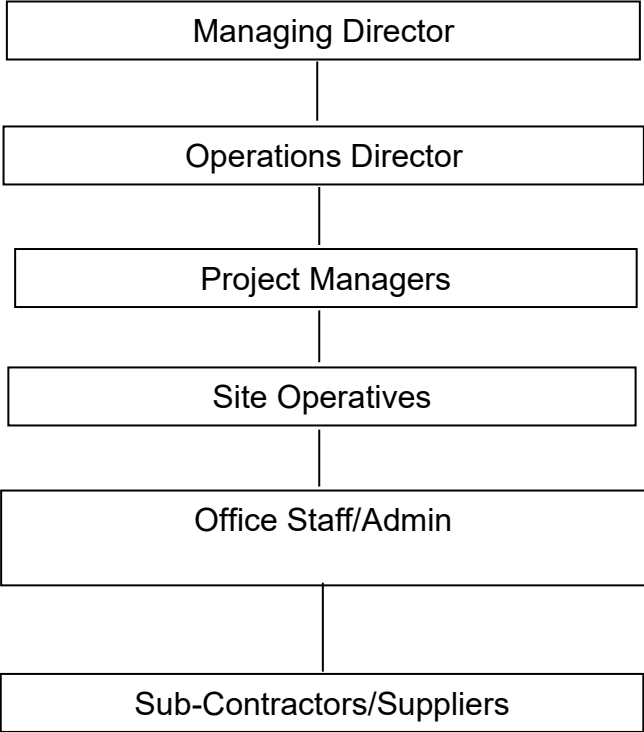 Managing Director
Operations Director
Project Managers
Site Operatives
Office Staff/Admin
Sub-Contractors/Suppliers